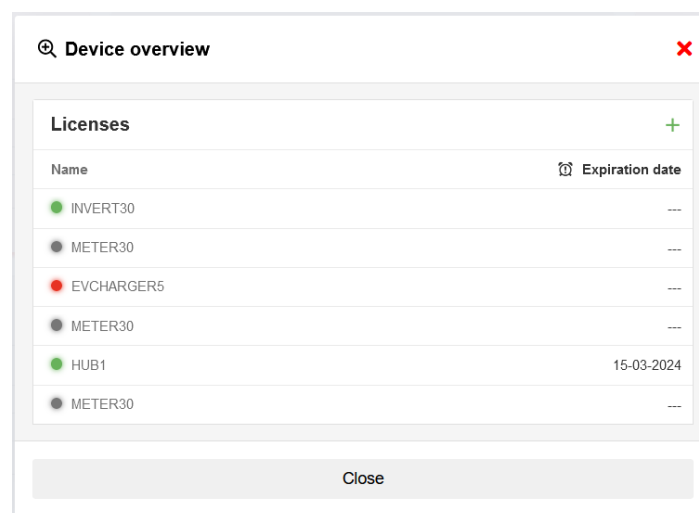 Device overview
Licenses
Name Expiration date
INVERT30 ---
METER30 ---
EVCHARGER5 ---
METER30 ---
HUB1 15-03-2024
METER30 ---
Close